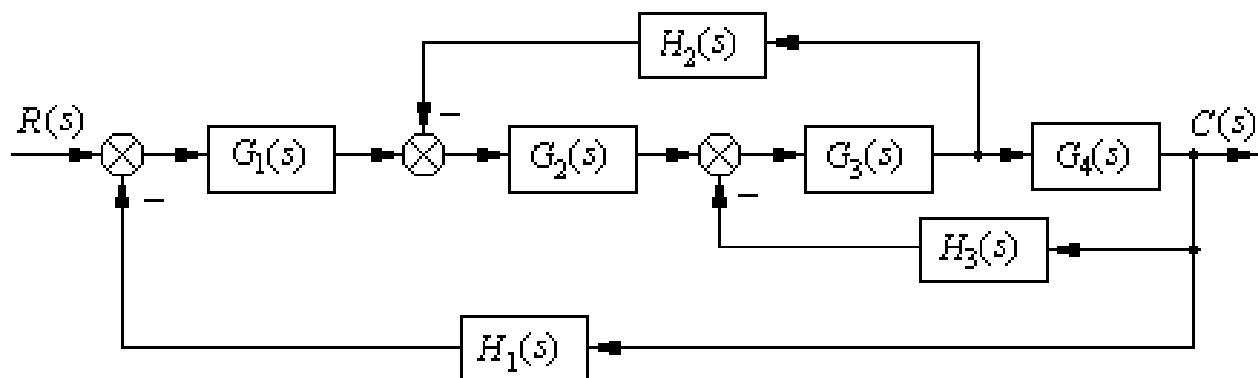 H₂(s)
R(s)
G₁(s)
G₂(s)
G₃(s)
G₄(s)
C(s)
−
−
−
−
H₃(s)
H₁(s)